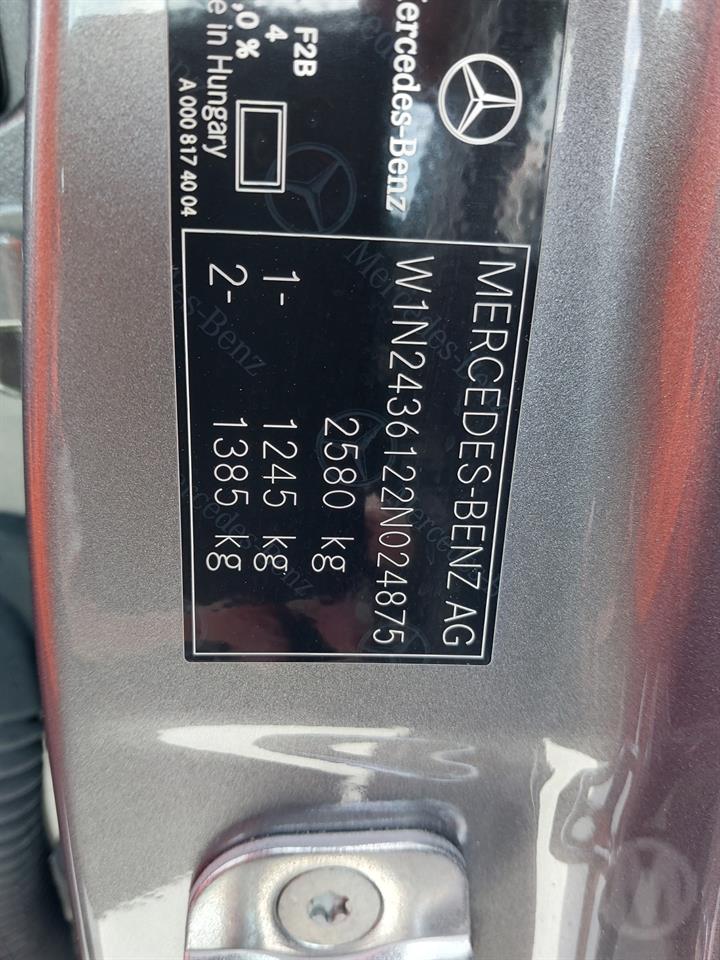 Mercedes-Benz
F2B
4
,0 %
e in Hungary
A 000 817 40 04
MERCEDES-BENZ AG
W1N2436122N024875
2580 kg
1- 1245 kg
2- 1385 kg